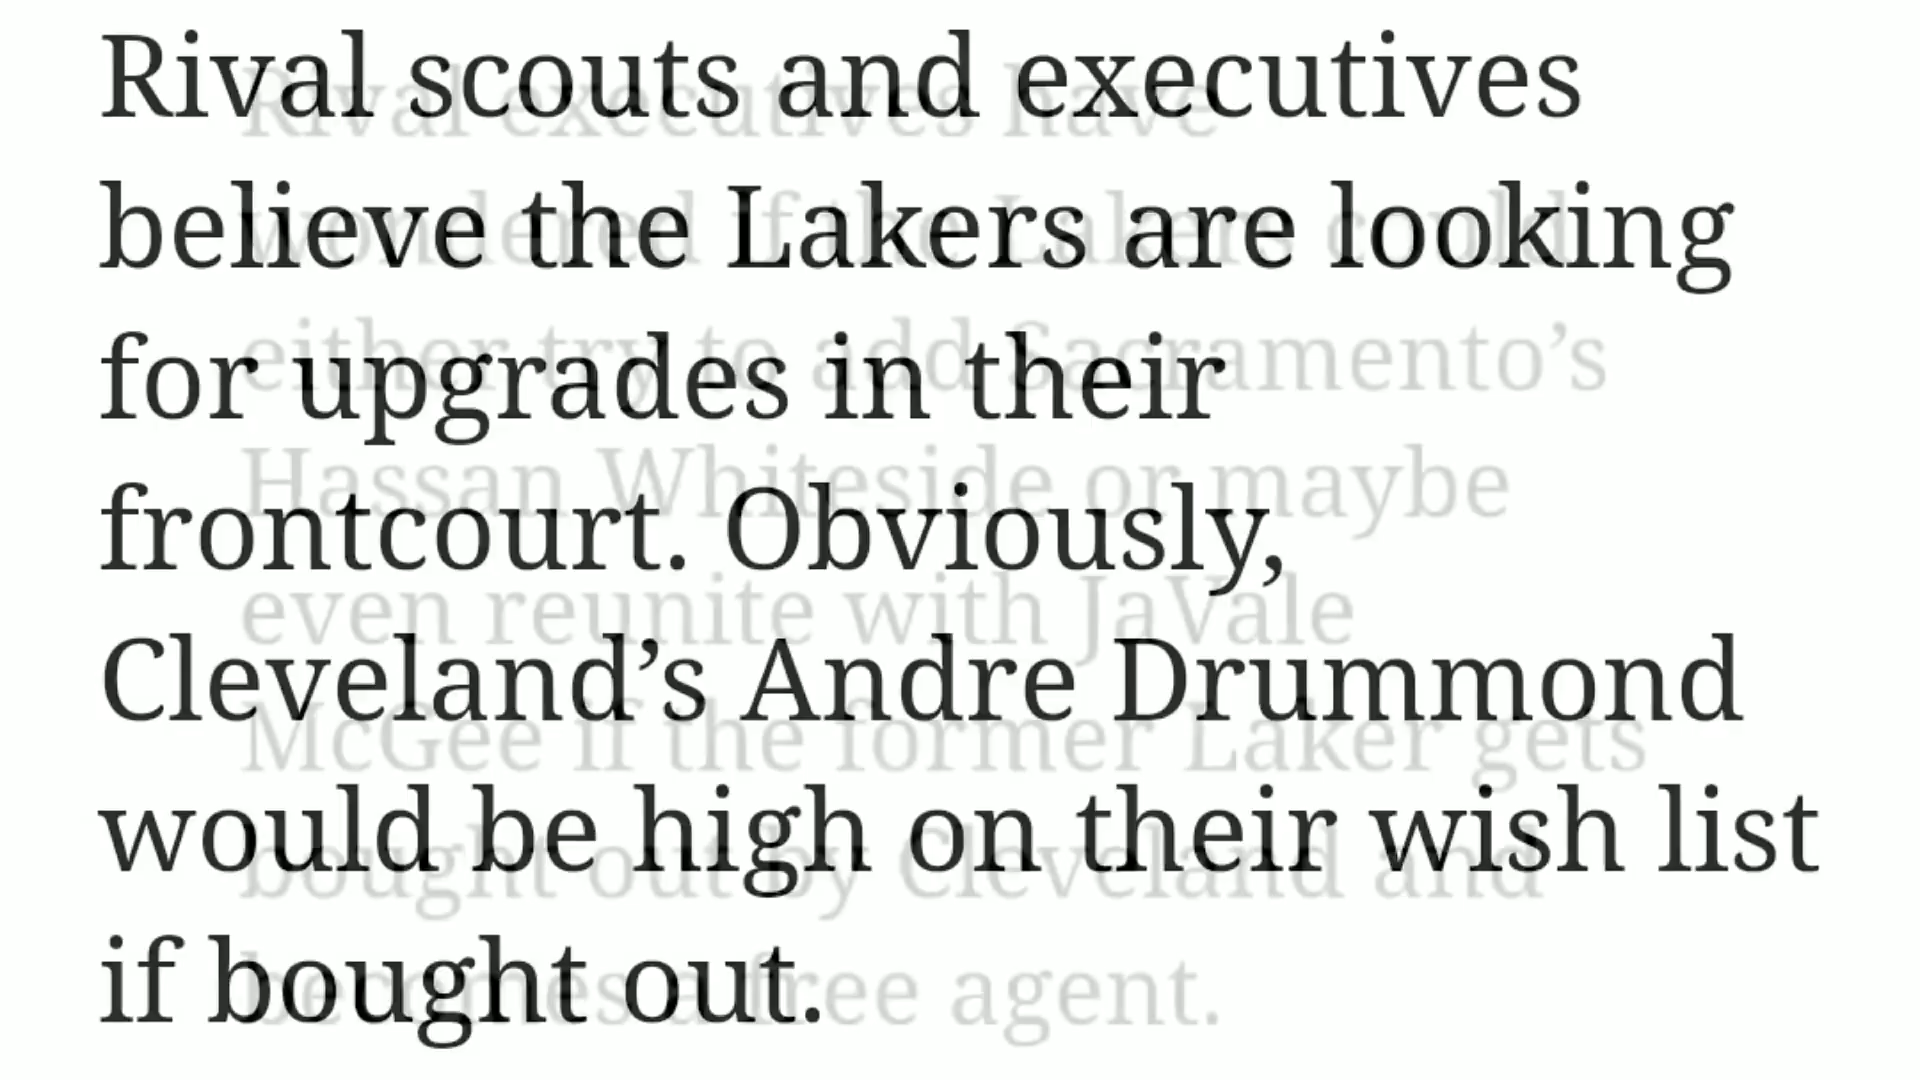 Rival scouts and executives
believe the Lakers are looking
for upgrades in their
frontcourt. Obviously,
Cleveland’s Andre Drummond
would be high on their wish list
if bought out.
Rival executives have
wondered if the Lakers could
either try to add Sacramento’s
Hassan Whiteside or maybe
even reunite with JaVale
McGee if the former Laker gets
bought out by Cleveland and
becomes a free agent.